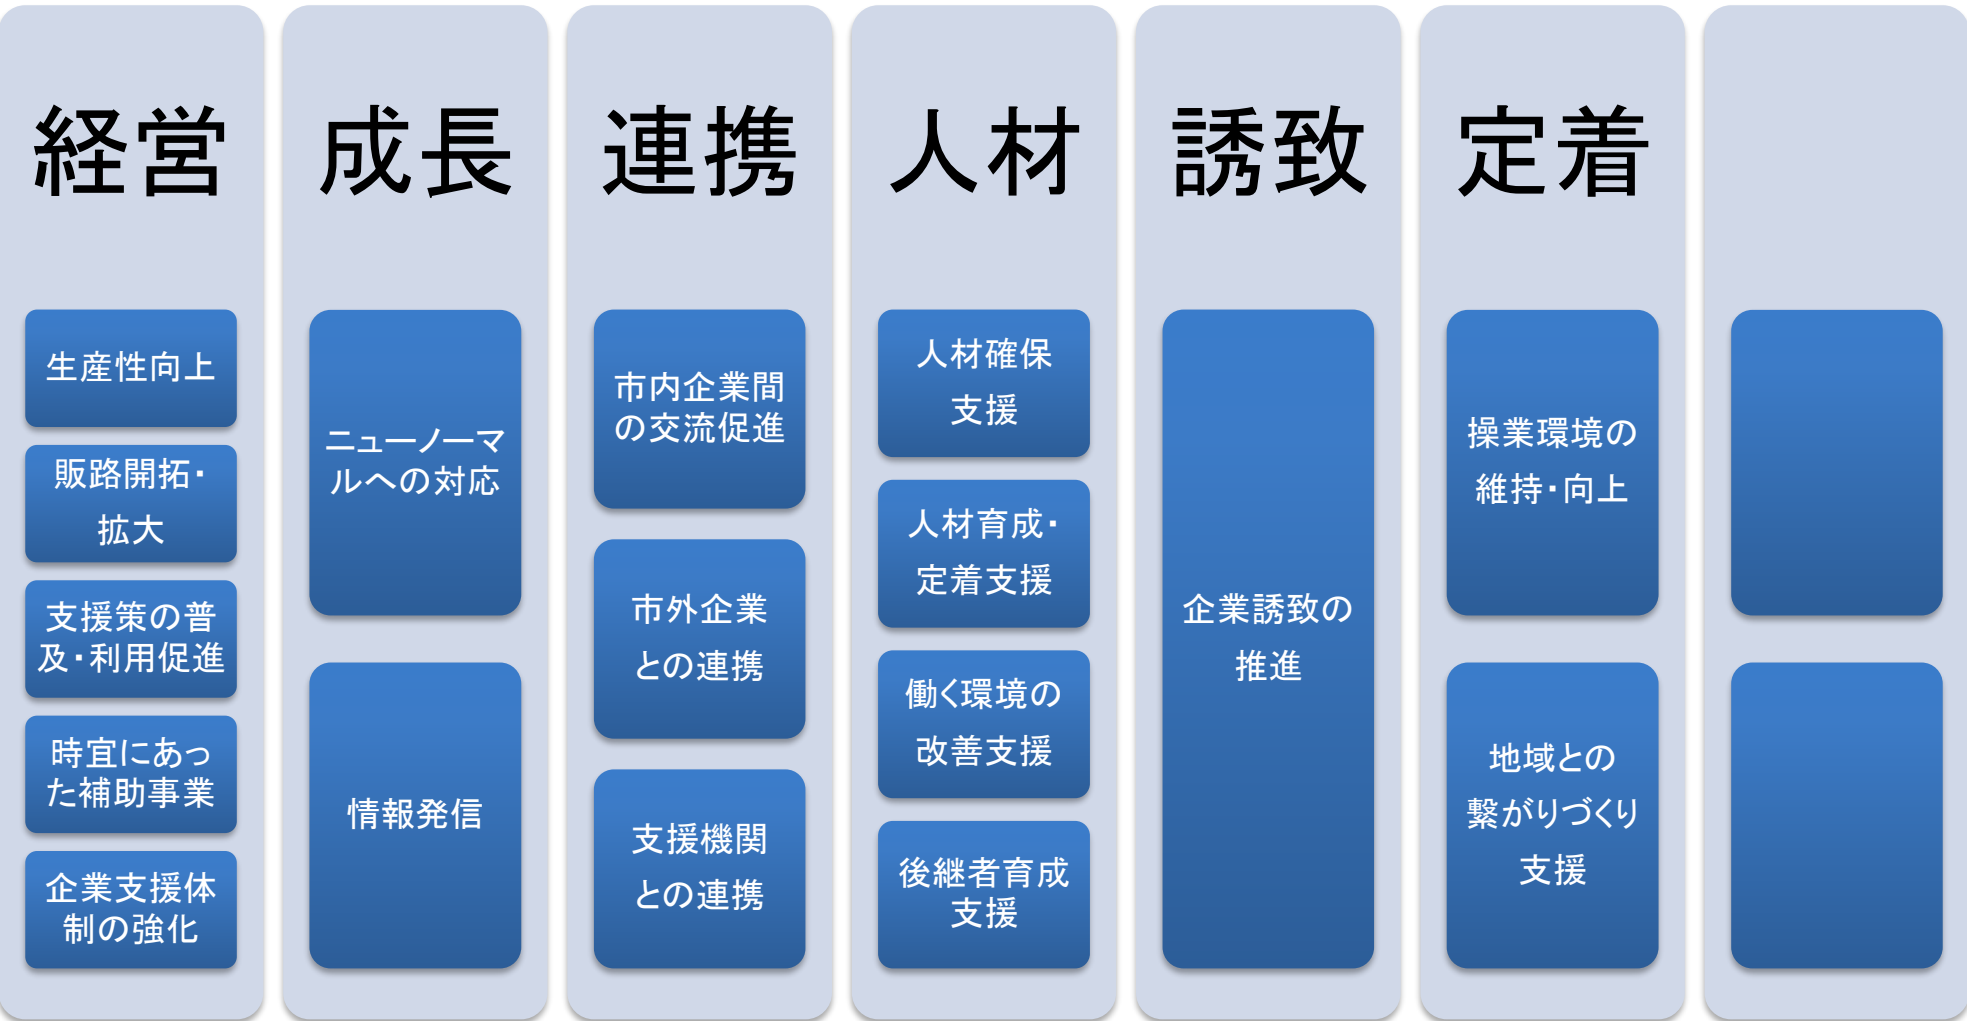 経営
生産性向上
販路開拓・
拡大
支援策の普
及・利用促進
時宜にあっ
た補助事業
企業支援体
制の強化
成長
ニューノーマ
ルへの対応
情報発信
連携
市内企業間
の交流促進
市外企業
との連携
支援機関
との連携
人材
人材確保
支援
人材育成・
定着支援
働く環境の
改善支援
後継者育成
支援
誘致
企業誘致の
推進
定着
操業環境の
維持・向上
地域との
繋がりづくり
支援